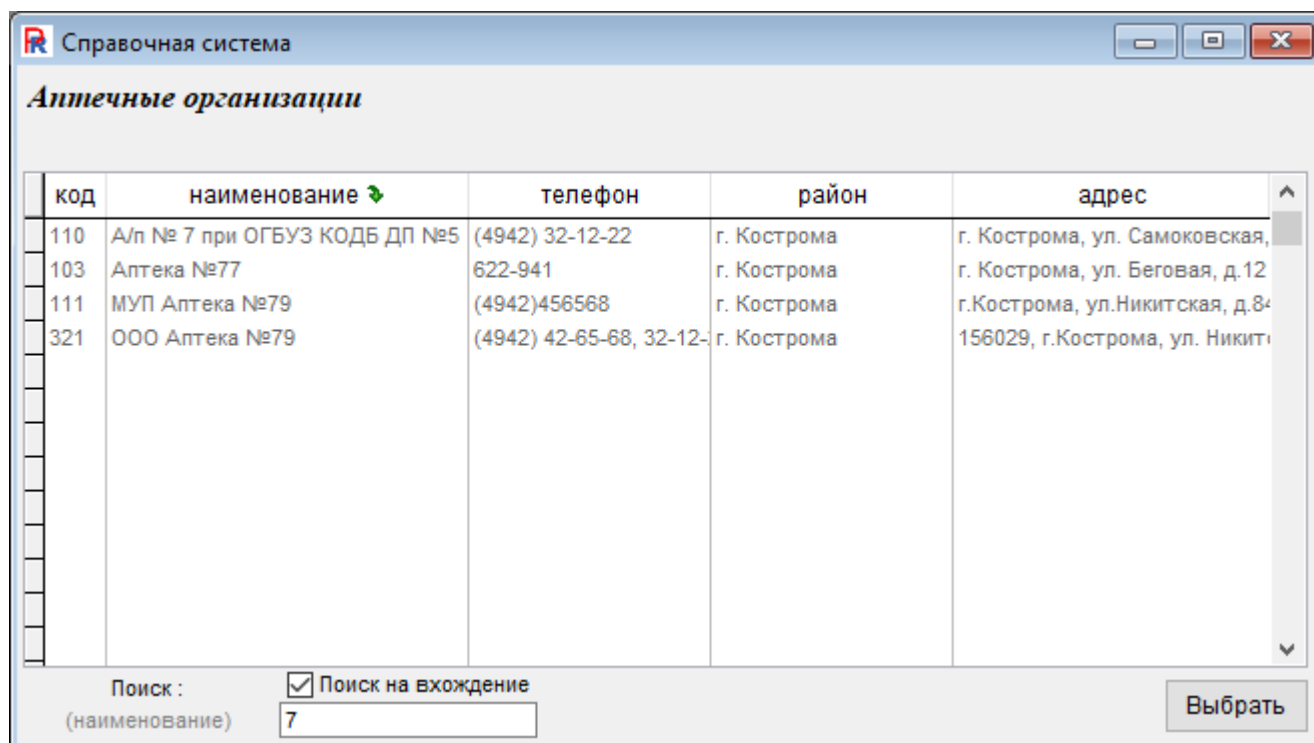 Справочная система
Аптечные организации
код наименование телефон район адрес
110 А/п № 7 при ОГБУЗ КОДБ ДП №5 (4942) 32-12-22 г. Кострома г. Кострома, ул. Самоковская,
103 Аптека №77 622-941 г. Кострома г. Кострома, ул. Беговая, д.12
111 МУП Аптека №79 (4942)456568 г. Кострома г.Кострома, ул.Никитская, д.84
321 ООО Аптека №79 (4942) 42-65-68, 32-12- г. Кострома 156029, г.Кострома, ул.
Поиск : Поиск на вхождение
(наименование) 7
Выбрать